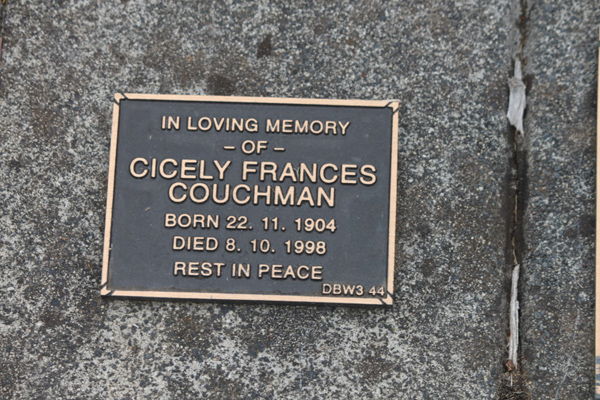 IN LOVING MEMORY
– OF –
CICELY FRANCES
COUCHMAN
BORN 22. 11. 1904
DIED 8. 10. 1998
REST IN PEACE
DBW3 44